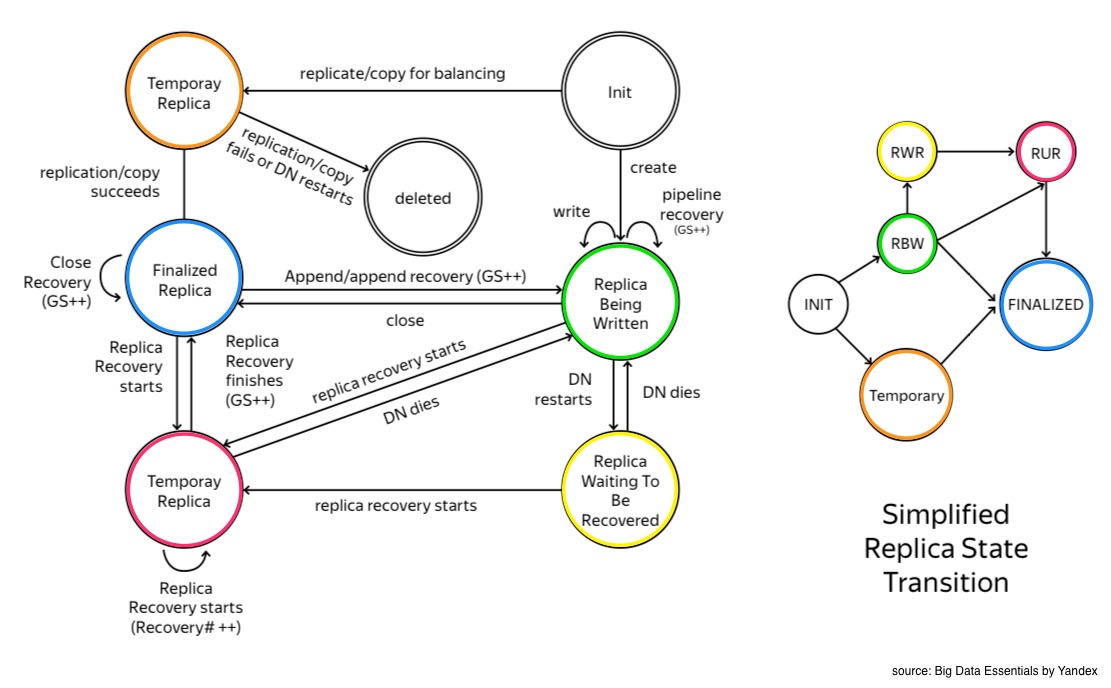 Temporay
Replica
replicate/copy for balancing
Init
replication/copy
fails or DN restarts
deleted
replication/copy
succeeds
create
write
pipeline
recovery
(GS++)
Close
Recovery
(GS++)
Finalized
Replica
Append/append recovery (GS++)
close
Replica
Being
Written
Replica
Recovery
starts
Replica
Recovery
finishes
(GS++)
replica recovery starts
DN dies
DN
restarts
DN dies
Temporay
Replica
replica recovery starts
Replica
Waiting To
Be
Recovered
Replica
Recovery starts
(Recovery# ++)
RWR
RUR
RBW
INIT
FINALIZED
Temporary
Simplified
Replica State
Transition
source: Big Data Essentials by Yandex